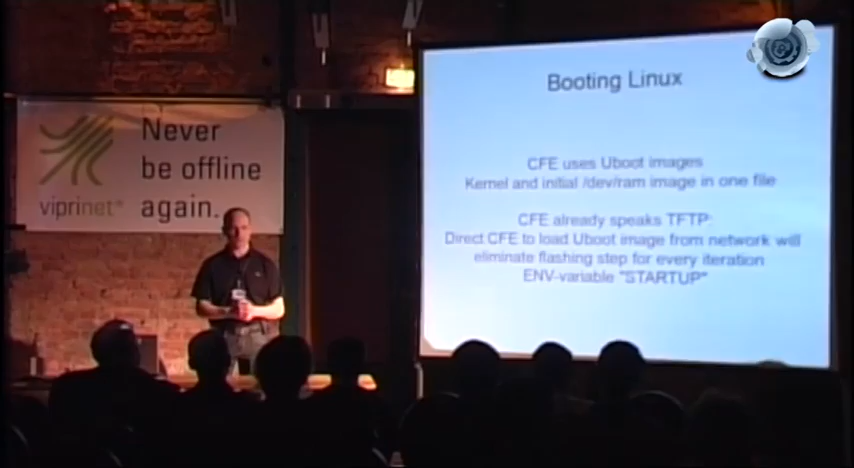 Never
be offline
again.
viprinet
Booting Linux
CFE uses Uboot images
Kernel and initial /dev/ram image in one file
CFE already speaks TFTP:
Direct CFE to load Uboot image from network will
eliminate flashing step for every iteration
ENV-variable "STARTUP"